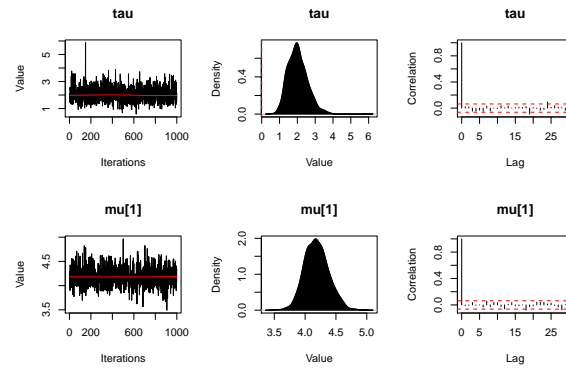 tau
tau
tau
Value
1 3 5
0 200 600 1000
Iterations
Density
0.0 0.4
0 1 2 3 4 5 6
Value
Correlation
0.0 0.4 0.8
0 5 15 25
Lag
mu[1]
mu[1]
mu[1]
Value
3.5 4.5
0 200 600 1000
Iterations
Density
0.0 1.0 2.0
3.5 4.0 4.5 5.0
Value
Correlation
0.0 0.4 0.8
0 5 15 25
Lag